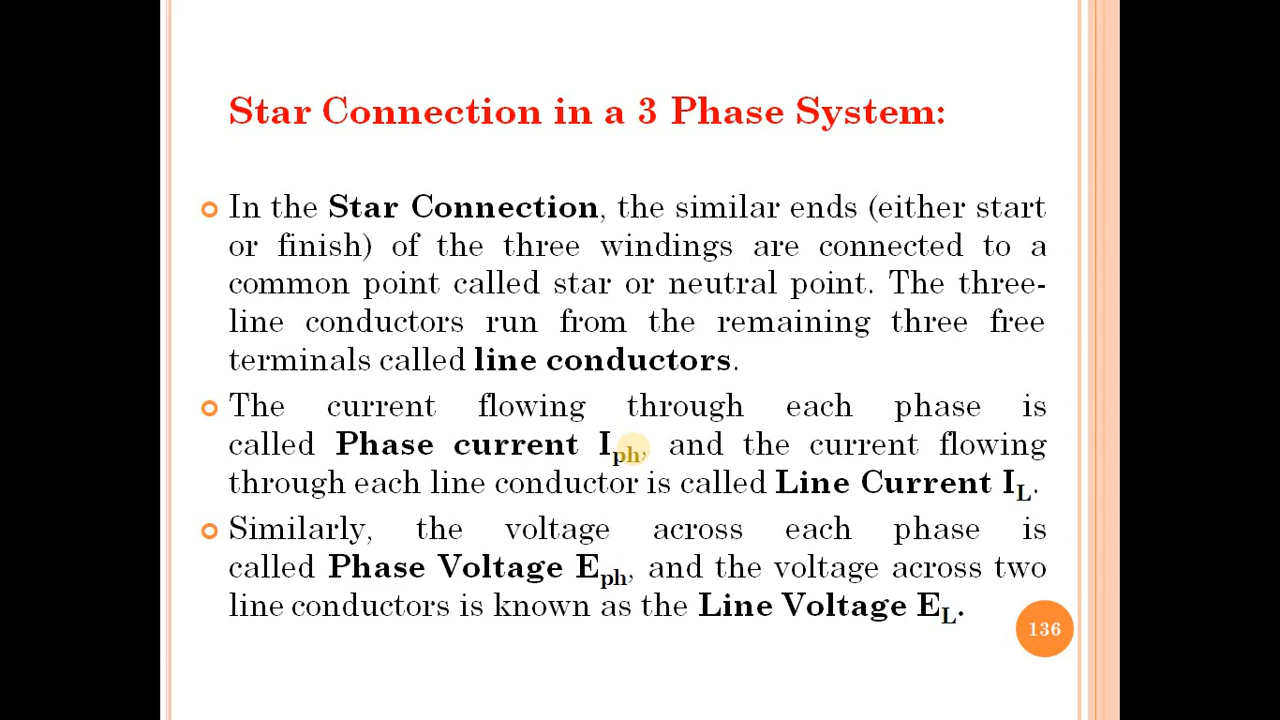 Star Connection in a 3 Phase System:
In the Star Connection, the similar ends (either start
or finish) of the three windings are connected to a
common point called star or neutral point. The three-
line conductors run from the remaining three free
terminals called line conductors.
The current flowing through each phase is
called Phase current Iph, and the current flowing
through each line conductor is called Line Current IL.
Similarly, the voltage across each phase is
called Phase Voltage Eph, and the voltage across two
line conductors is known as the Line Voltage EL.
136